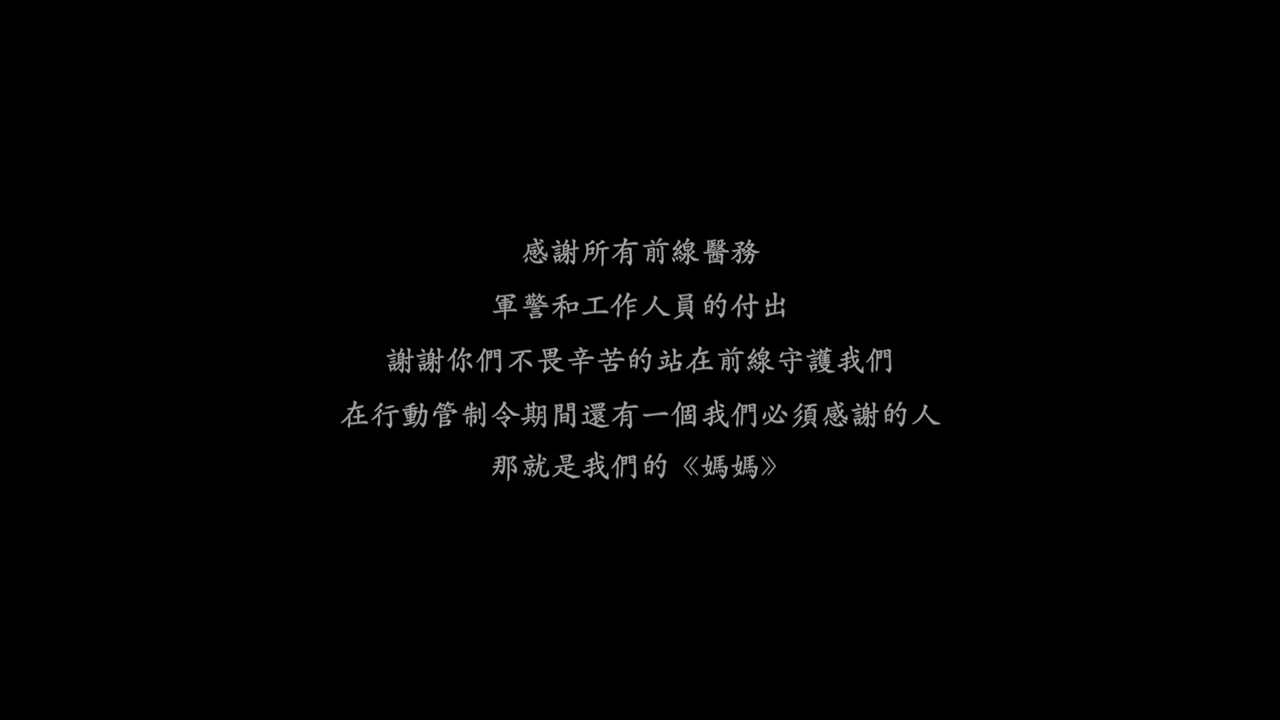 感謝所有前線醫務
軍警和工作人員的付出
謝謝你們不畏辛苦的站在前線守護我們
在行動管制令期間還有一個我們必須感謝的人
那就是我們的《媽媽》